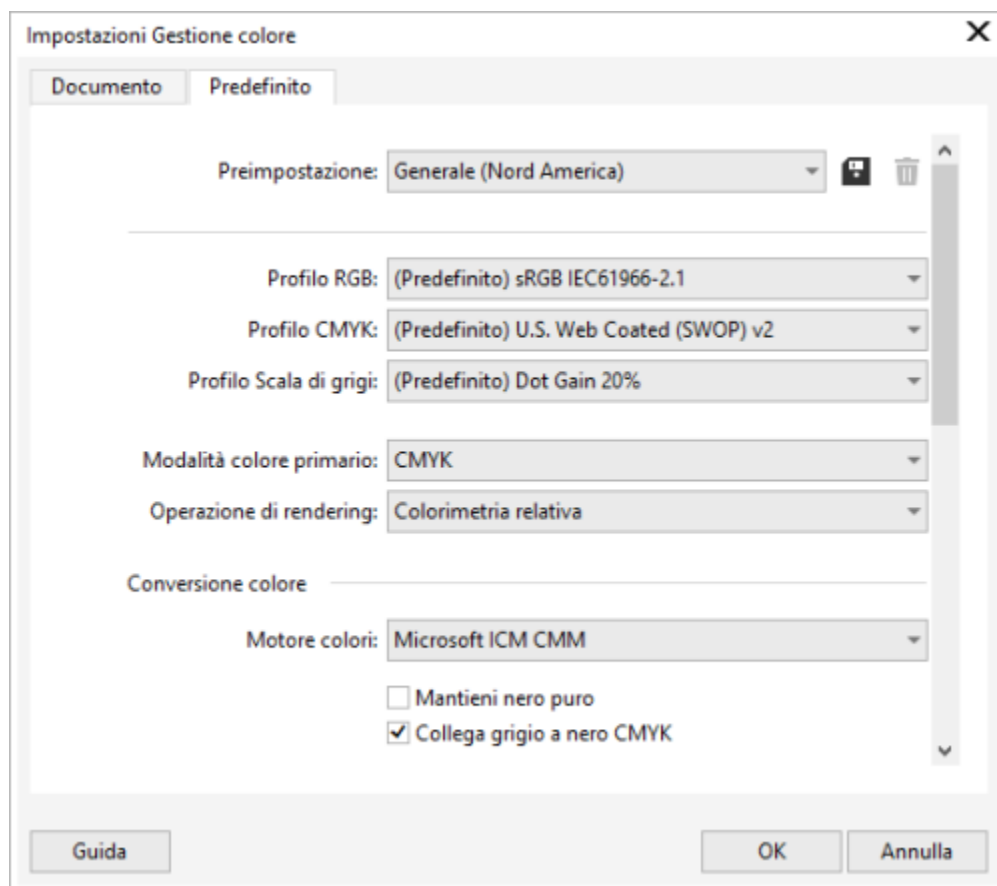 Impostazioni Gestione colore
Documento Predefinito
Preimpostazione: Generale (Nord America)
Profilo RGB: (Predefinito) sRGB IEC61966-2.1
Profilo CMYK: (Predefinito) U.S. Web Coated (SWOP) v2
Profilo Scala di grigi: (Predefinito) Dot Gain 20%
Modalità colore primario: CMYK
Operazione di rendering: Colorimetria relativa
Conversione colore
Motore colori: Microsoft ICM CMM
Mantieni nero puro
Collega grigio a nero CMYK
Guida OK Annulla